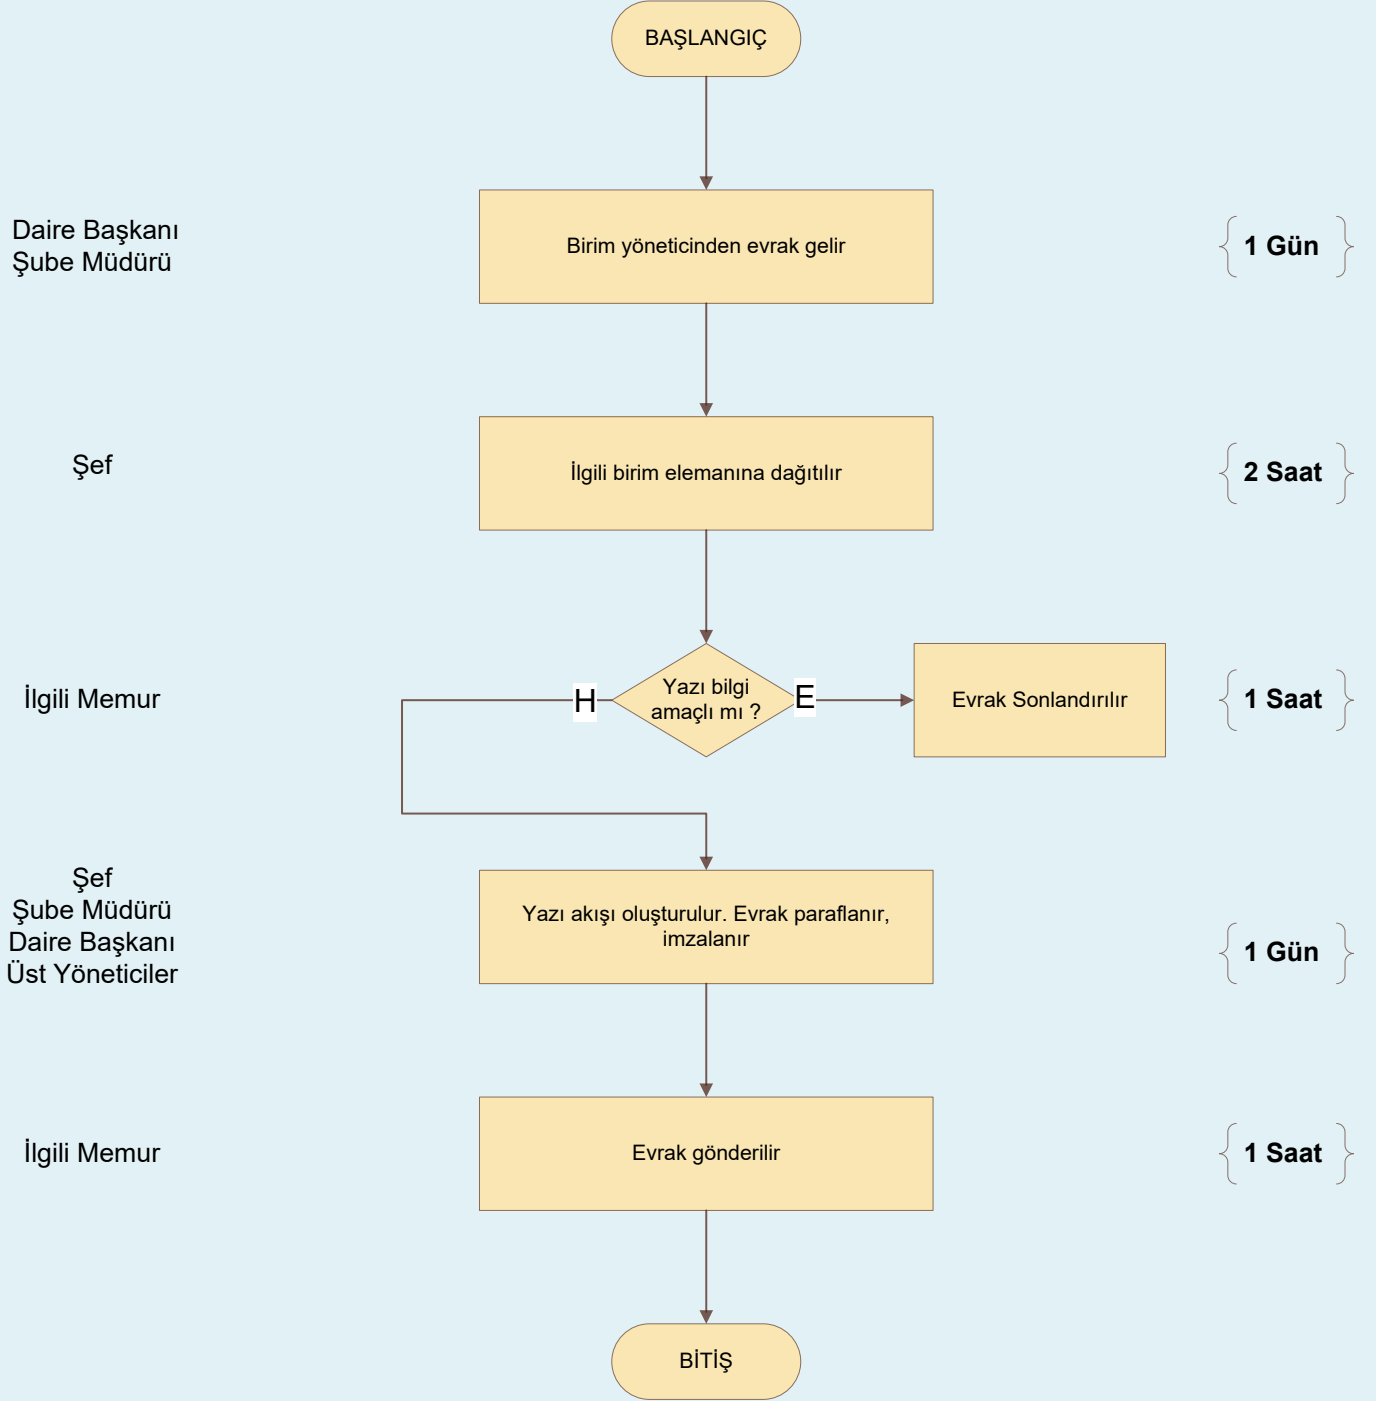 BAŞLANGIÇ
Daire Başkanı
Şube Müdürü
Birim yöneticinden evrak gelir
1 Gün
Şef
İlgili birim elemanına dağıtılır
2 Saat
İlgili Memur
H
Yazı bilgi
amaçlı mı ?
E
Evrak Sonlandırılır
1 Saat
Şef
Şube Müdürü
Daire Başkanı
Üst Yöneticiler
Yazı akışı oluşturulur. Evrak paraflanır,
imzalanır
1 Gün
İlgili Memur
Evrak gönderilir
1 Saat
BİTİŞ